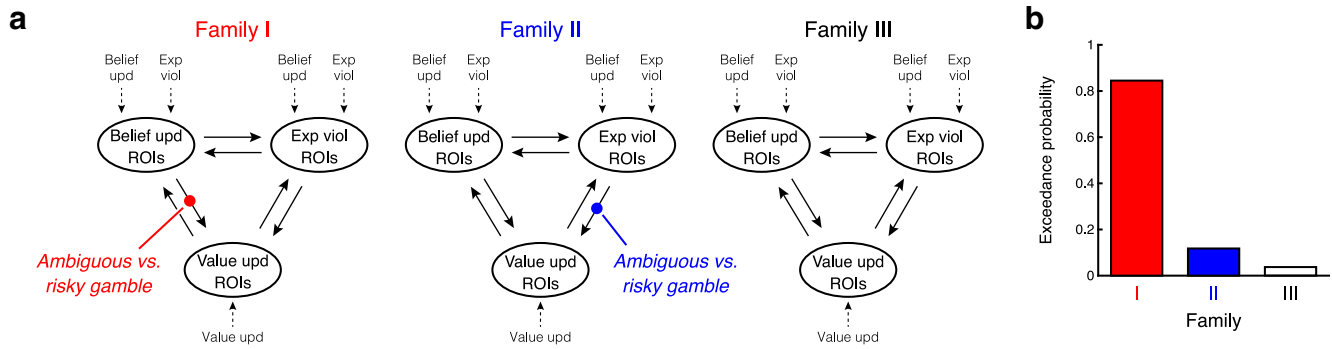 a
Family I
Belief upd
Exp viol
Belief upd
Exp viol
Belief upd ROIs
Exp viol ROIs
Ambiguous vs. risky gamble
Value upd ROIs
Value upd
Family II
Belief upd
Exp viol
Belief upd
Exp viol
Belief upd ROIs
Exp viol ROIs
Value upd ROIs
Ambiguous vs. risky gamble
Value upd
Family III
Belief upd
Exp viol
Belief upd
Exp viol
Belief upd ROIs
Exp viol ROIs
Value upd ROIs
Value upd
b
Exceedance probability
1
0.8
0.6
0.4
0.2
0
I
II
III
Family